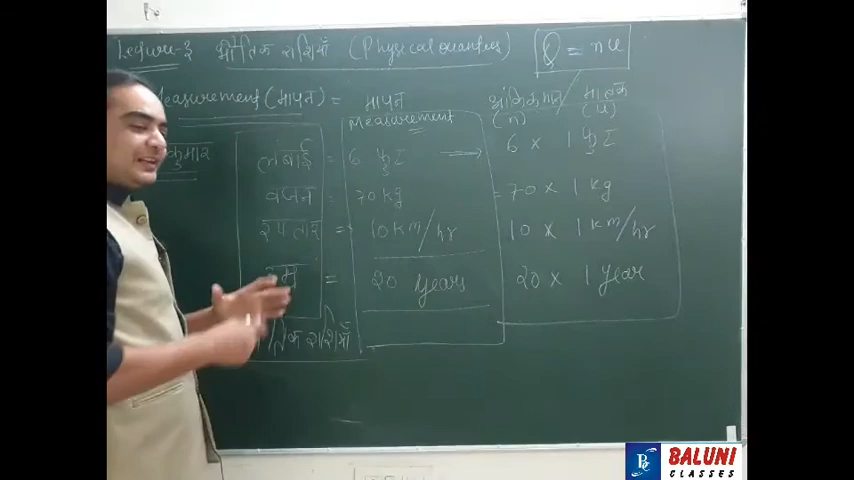 Lecture-3 भौतिक राशियाँ (Physical quantities) Q = nu
Measurement (मापन) = मापन आंकिक मान / मात्रक
Measurement (n) (u)
कुमार लंबाई = 6 फुट → 6 x 1 फुट
वजन = 70 kg = 70 x 1 kg
रफ्तार = 10 km/hr 10 x 1 km/hr
= 20 years 20 x 1 year
राशियाँ
BALUNI
CLASSES